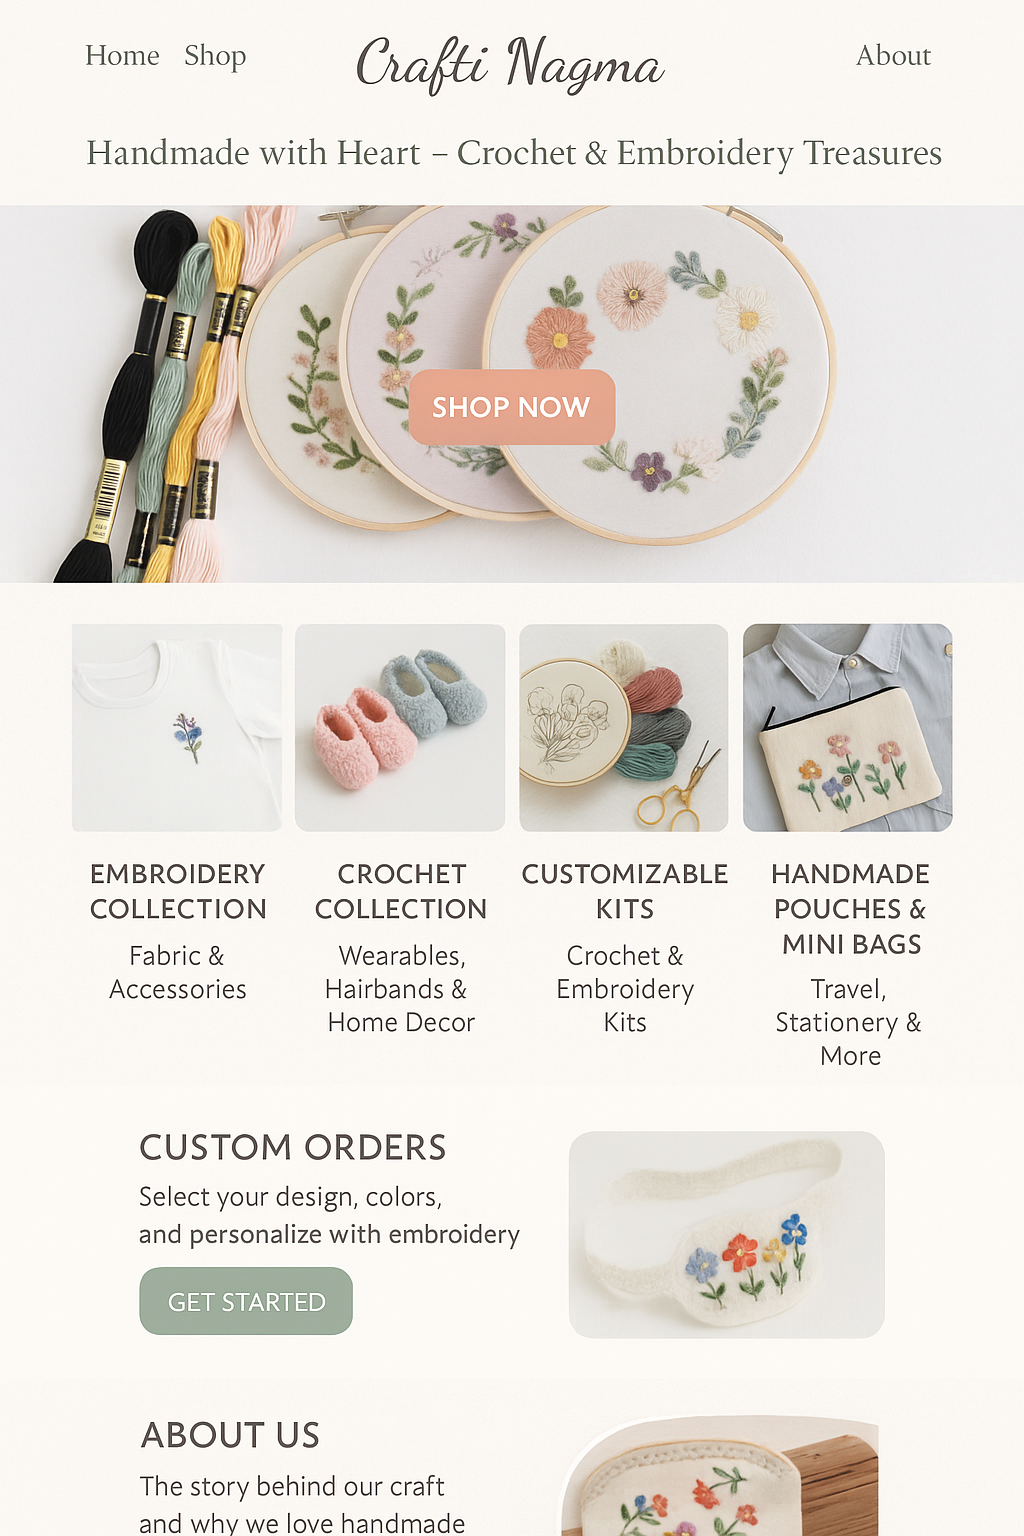 Home Shop Crafti Nagma About
Handmade with Heart – Crochet & Embroidery Treasures
SHOP NOW
EMBROIDERY
COLLECTION
Fabric &
Accessories
CROCHET
COLLECTION
Wearables,
Hairbands &
Home Decor
CUSTOMIZABLE
KITS
Crochet &
Embroidery
Kits
HANDMADE
POUCHES &
MINI BAGS
Travel,
Stationery &
More
CUSTOM ORDERS
Select your design, colors,
and personalize with embroidery
GET STARTED
ABOUT US
The story behind our craft
and why we love handmade